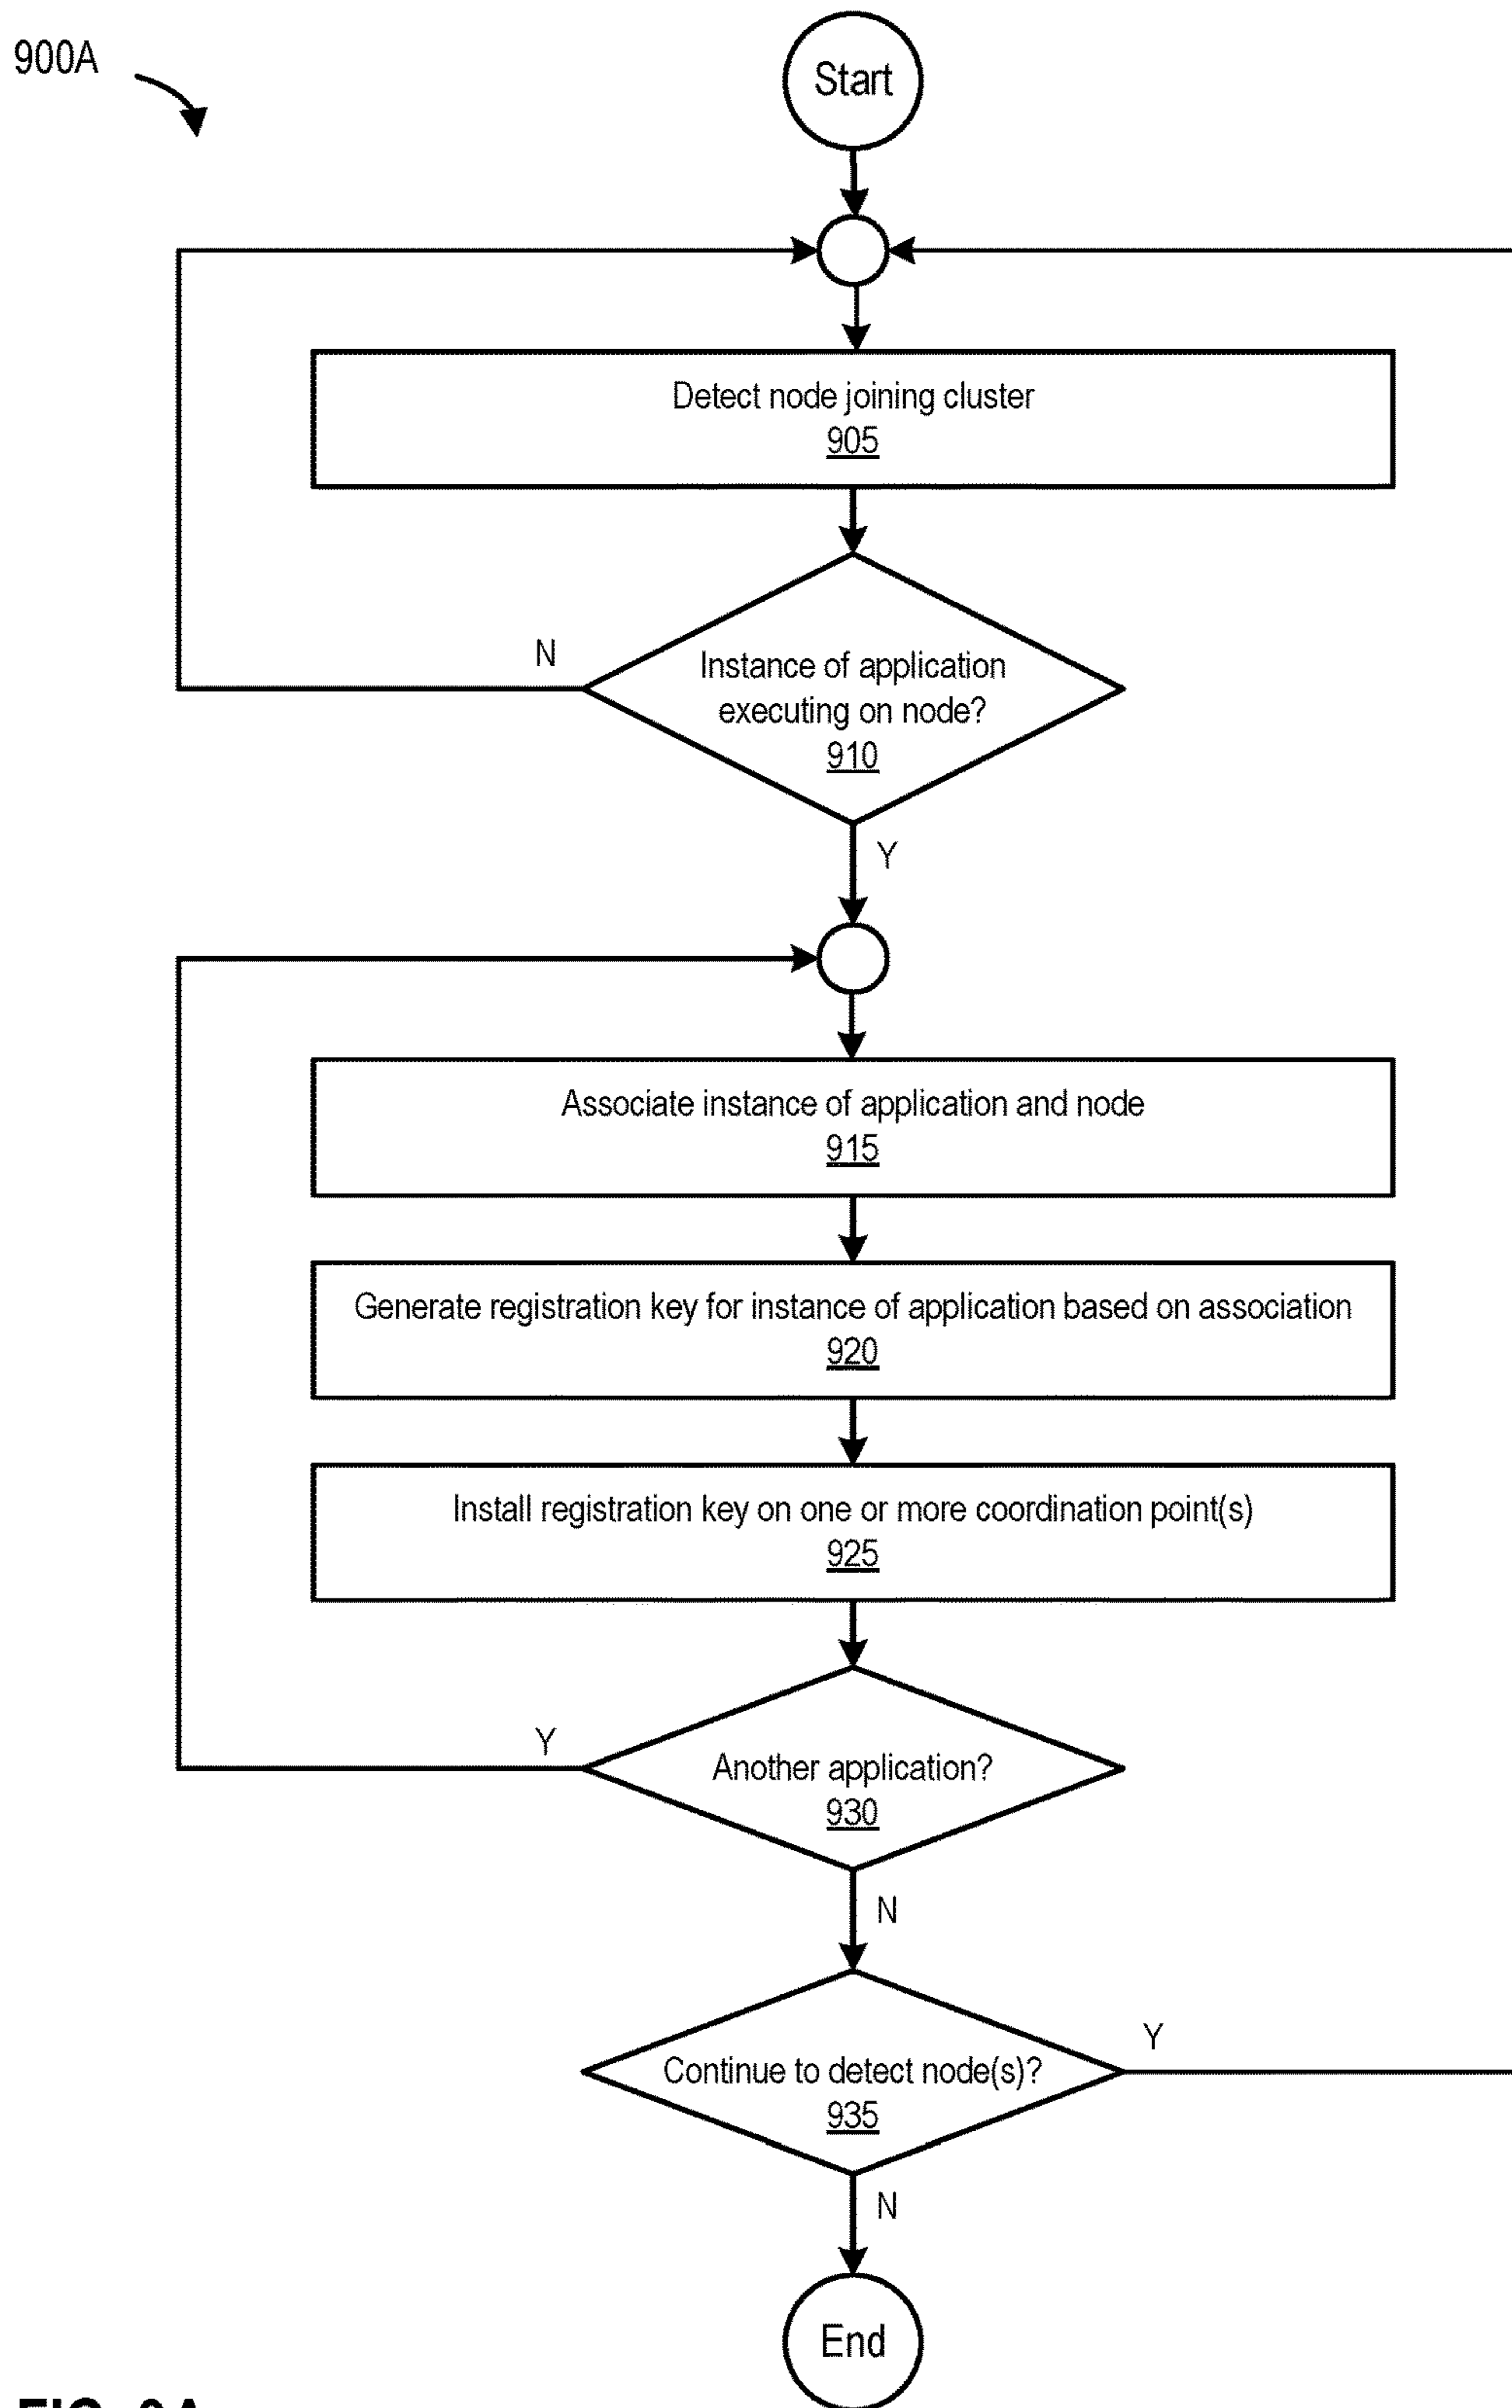 900A
Start
Detect node joining cluster
905
N
Instance of application
executing on node?
910
Y
Associate instance of application and node
915
Generate registration key for instance of application based on association
920
Install registration key on one or more coordination point(s)
925
Y
Another application?
930
N
Y
Continue to detect node(s)?
935
N
End